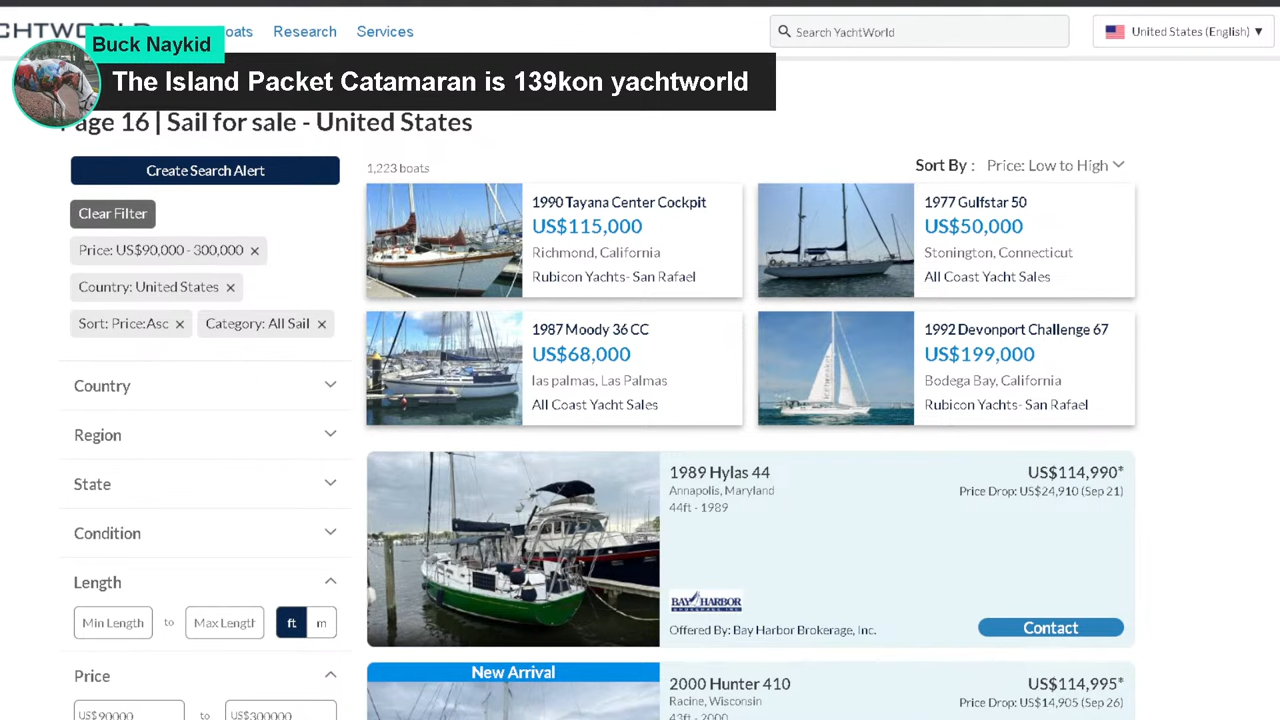 CHTWORLD
oats
Research
Services
Search YachtWorld
United States (English) ▼
Buck Naykid
The Island Packet Catamaran is 139kon yachtworld
Page 16 | Sail for sale - United States
Create Search Alert
1,223 boats
Sort By : Price: Low to High
Clear Filter
Price: US$90,000 - 300,000 ×
Country: United States ×
Sort: Price:Asc ×
Category: All Sail ×
Country
Region
State
Condition
Length
Min Length
to
Max Length
ft
m
Price
US$90000
to
US$300000
1990 Tayana Center Cockpit
US$115,000
Richmond, California
Rubicon Yachts- San Rafael
1977 Gulfstar 50
US$50,000
Stonington, Connecticut
All Coast Yacht Sales
1987 Moody 36 CC
US$68,000
las palmas, Las Palmas
All Coast Yacht Sales
1992 Devonport Challenge 67
US$199,000
Bodega Bay, California
Rubicon Yachts- San Rafael
1989 Hylas 44
Annapolis, Maryland
44ft - 1989
US$114,990*
Price Drop: US$24,910 (Sep 21)
BAY HARBOR
Offered By: Bay Harbor Brokerage, Inc.
Contact
New Arrival
2000 Hunter 410
Racine, Wisconsin
43ft - 2000
US$114,995*
Price Drop: US$14,905 (Sep 26)